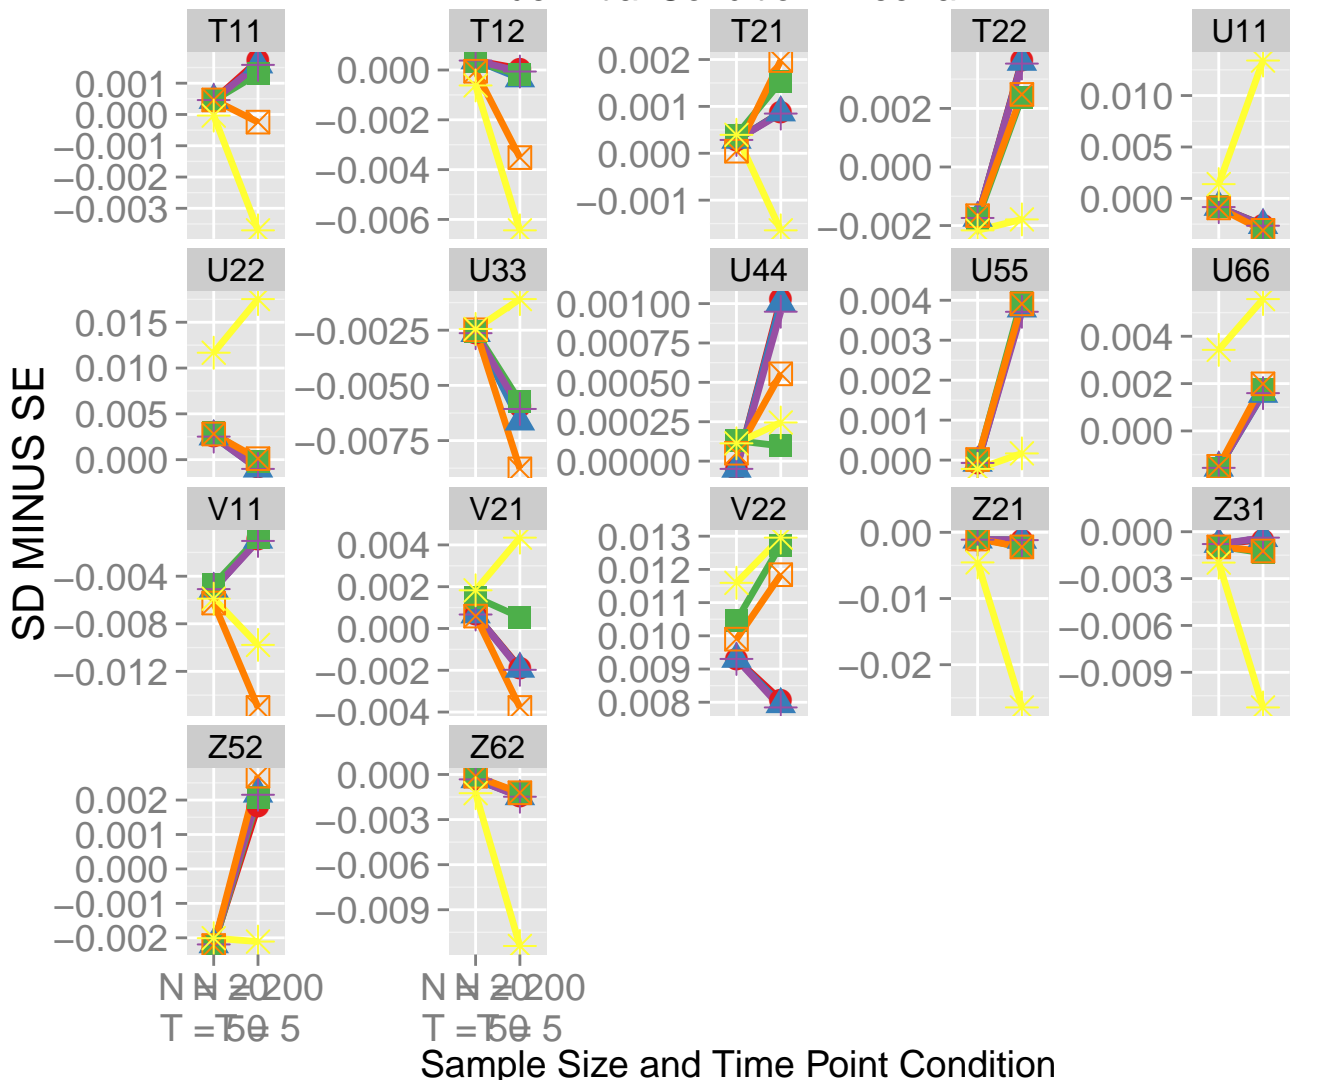 T11 T12 T21 T22 U11
0.001 0.000 −0.001 −0.002 −0.003
0.000 −0.002 −0.004 −0.006
0.002 0.001 0.000 −0.001
0.002 0.000 −0.002
0.010 0.005 0.000
U22 U33 U44 U55 U66
0.015 0.010 0.005 0.000
−0.0025 −0.0050 −0.0075
0.00100 0.00075 0.00050 0.00025 0.00000
0.004 0.003 0.002 0.001 0.000
0.004 0.002 0.000
SD MINUS SE
V11 V21 V22 Z21 Z31
−0.004 −0.008 −0.012
0.004 0.002 0.000 −0.002 −0.004
0.013 0.012 0.011 0.010 0.009 0.008
0.00 −0.01 −0.02
0.000 −0.003 −0.006 −0.009
Z52 Z62
0.002 0.001 0.000 −0.001 −0.002
0.000 −0.003 −0.006 −0.009
N = 20 N = 200 N = 20 N = 200
T = 50 T = 5 T = 50 T = 5
Sample Size and Time Point Condition